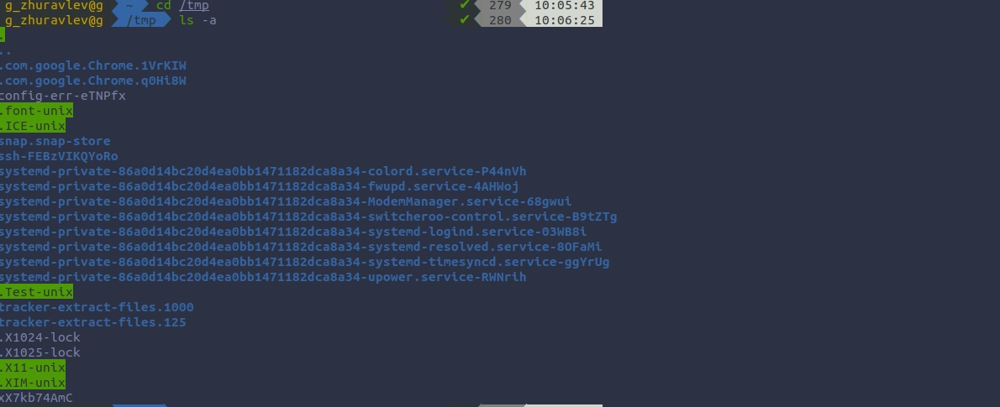 g_zhuravlev@g ~ cd /tmp ✔ 279 10:05:43
g_zhuravlev@g /tmp ls -a ✔ 280 10:06:25
.
..
.com.google.Chrome.1VrKIW
.com.google.Chrome.q0Hi8W
config-err-eTNPfx
.font-unix
.ICE-unix
snap.snap-store
ssh-FEBzVIKQYoRo
systemd-private-86a0d14bc20d4ea0bb1471182dca8a34-colord.service-P44nVh
systemd-private-86a0d14bc20d4ea0bb1471182dca8a34-fwupd.service-4AHWoj
systemd-private-86a0d14bc20d4ea0bb1471182dca8a34-ModemManager.service-68gwui
systemd-private-86a0d14bc20d4ea0bb1471182dca8a34-switcheroo-control.service-B9tZTg
systemd-private-86a0d14bc20d4ea0bb1471182dca8a34-systemd-logind.service-03WB8i
systemd-private-86a0d14bc20d4ea0bb1471182dca8a34-systemd-resolved.service-8OFaMi
systemd-private-86a0d14bc20d4ea0bb1471182dca8a34-systemd-timesyncd.service-ggYrUg
systemd-private-86a0d14bc20d4ea0bb1471182dca8a34-upower.service-RWNrih
.Test-unix
tracker-extract-files.1000
tracker-extract-files.125
.X1024-lock
.X1025-lock
.X11-unix
.XIM-unix
xX7kb74AmC